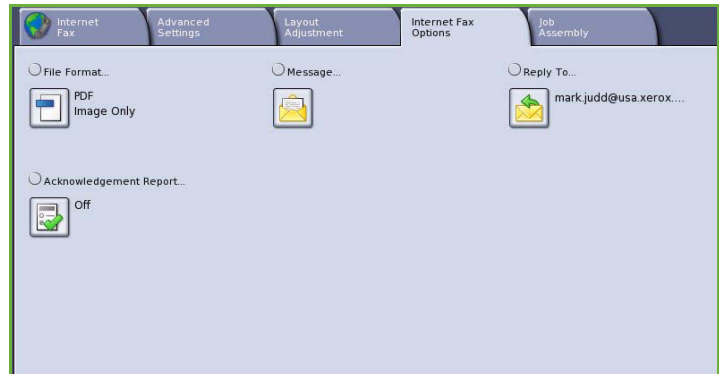 Internet
Fax
Advanced
Settings
Layout
Adjustment
Internet Fax
Options
Job
Assembly
File Format...
PDF
Image Only
Message...
Reply To...
mark.judd@usa.xerox....
Acknowledgement Report...
Off